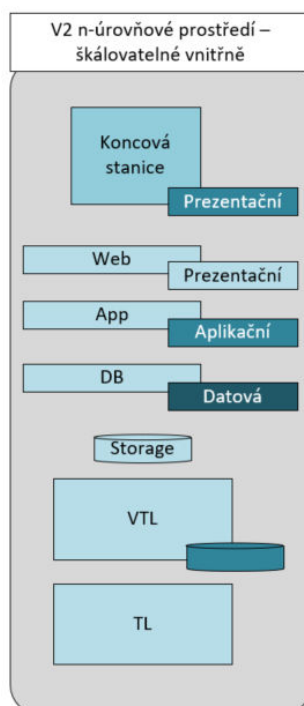 V2 n-úrovňové prostředí –
škálovatelné vnitřně
Koncová
stanice
Prezentační
Web
Prezentační
App
Aplikační
DB
Datová
Storage
VTL
TL